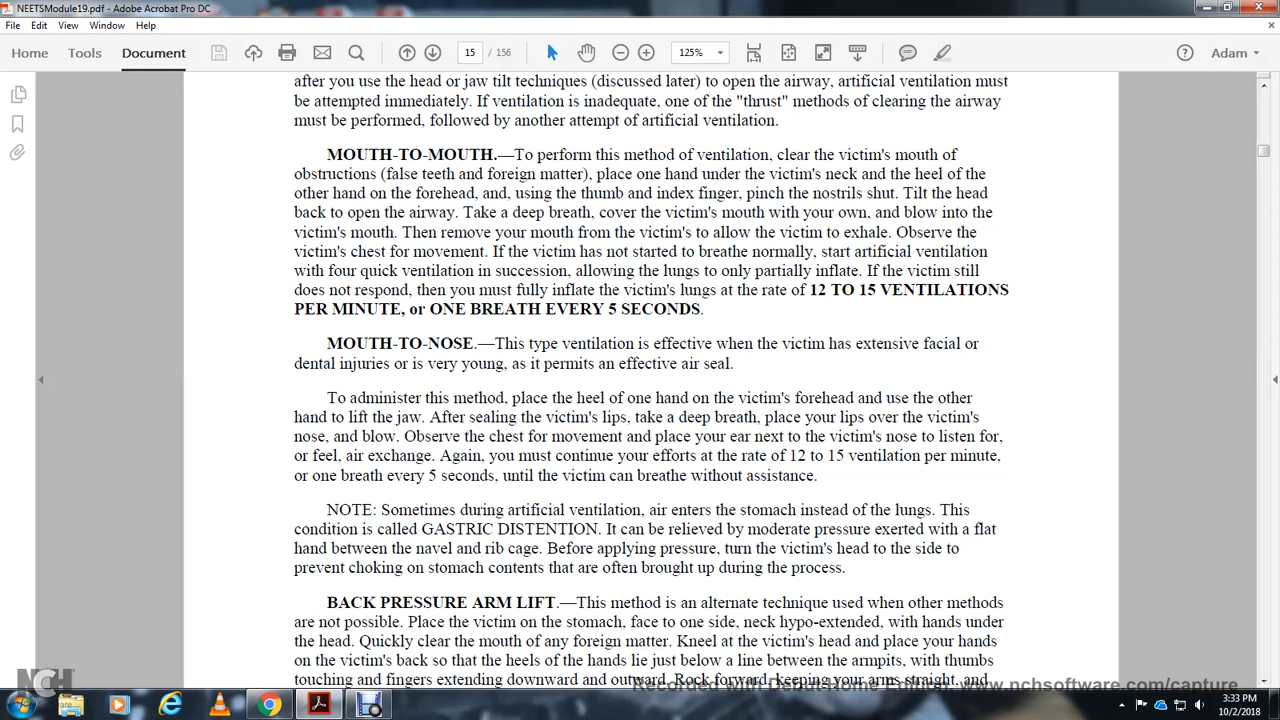 NEETSModule19.pdf - Adobe Acrobat Pro DC
File Edit View Window Help
Home Tools Document 15 / 156 125% Adam
after you use the head or jaw tilt techniques (discussed later) to open the airway, artificial ventilation must
be attempted immediately. If ventilation is inadequate, one of the "thrust" methods of clearing the airway
must be performed, followed by another attempt of artificial ventilation.
MOUTH-TO-MOUTH.—To perform this method of ventilation, clear the victim's mouth of
obstructions (false teeth and foreign matter), place one hand under the victim's neck and the heel of the
other hand on the forehead, and, using the thumb and index finger, pinch the nostrils shut. Tilt the head
back to open the airway. Take a deep breath, cover the victim's mouth with your own, and blow into the
victim's mouth. Then remove your mouth from the victim's to allow the victim to exhale. Observe the
victim's chest for movement. If the victim has not started to breathe normally, start artificial ventilation
with four quick ventilation in succession, allowing the lungs to only partially inflate. If the victim still
does not respond, then you must fully inflate the victim's lungs at the rate of 12 TO 15 VENTILATIONS
PER MINUTE, or ONE BREATH EVERY 5 SECONDS.
MOUTH-TO-NOSE.—This type ventilation is effective when the victim has extensive facial or
dental injuries or is very young, as it permits an effective air seal.
To administer this method, place the heel of one hand on the victim's forehead and use the other
hand to lift the jaw. After sealing the victim's lips, take a deep breath, place your lips over the victim's
nose, and blow. Observe the chest for movement and place your ear next to the victim's nose to listen for,
or feel, air exchange. Again, you must continue your efforts at the rate of 12 to 15 ventilation per minute,
or one breath every 5 seconds, until the victim can breathe without assistance.
NOTE: Sometimes during artificial ventilation, air enters the stomach instead of the lungs. This
condition is called GASTRIC DISTENTION. It can be relieved by moderate pressure exerted with a flat
hand between the navel and rib cage. Before applying pressure, turn the victim's head to the side to
prevent choking on stomach contents that are often brought up during the process.
BACK PRESSURE ARM LIFT.—This method is an alternate technique used when other methods
are not possible. Place the victim on the stomach, face to one side, neck hypo-extended, with hands under
the head. Quickly clear the mouth of any foreign matter. Kneel at the victim's head and place your hands
on the victim's back so that the heels of the hands lie just below a line between the armpits, with thumbs
touching and fingers extending downward and outward. Rock forward, keeping your arms straight, and
Recorded with Debut Home Edition. www.nchsoftware.com/capture
NCH
3:33 PM
10/2/2018